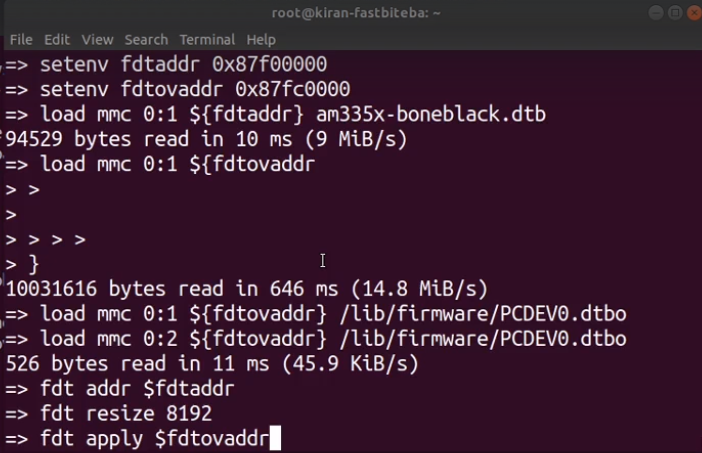 root@kiran-fastbiteba: ~
File Edit View Search Terminal Help
=> setenv fdtaddr 0x87f00000
=> setenv fdtovaddr 0x87fc0000
=> load mmc 0:1 ${fdtaddr} am335x-boneblack.dtb
94529 bytes read in 10 ms (9 MiB/s)
=> load mmc 0:1 ${fdtovaddr
> >
>
> > > >
> }
10031616 bytes read in 646 ms (14.8 MiB/s)
=> load mmc 0:1 ${fdtovaddr} /lib/firmware/PCDEV0.dtbo
=> load mmc 0:2 ${fdtovaddr} /lib/firmware/PCDEV0.dtbo
526 bytes read in 11 ms (45.9 KiB/s)
=> fdt addr $fdtaddr
=> fdt resize 8192
=> fdt apply $fdtovaddr